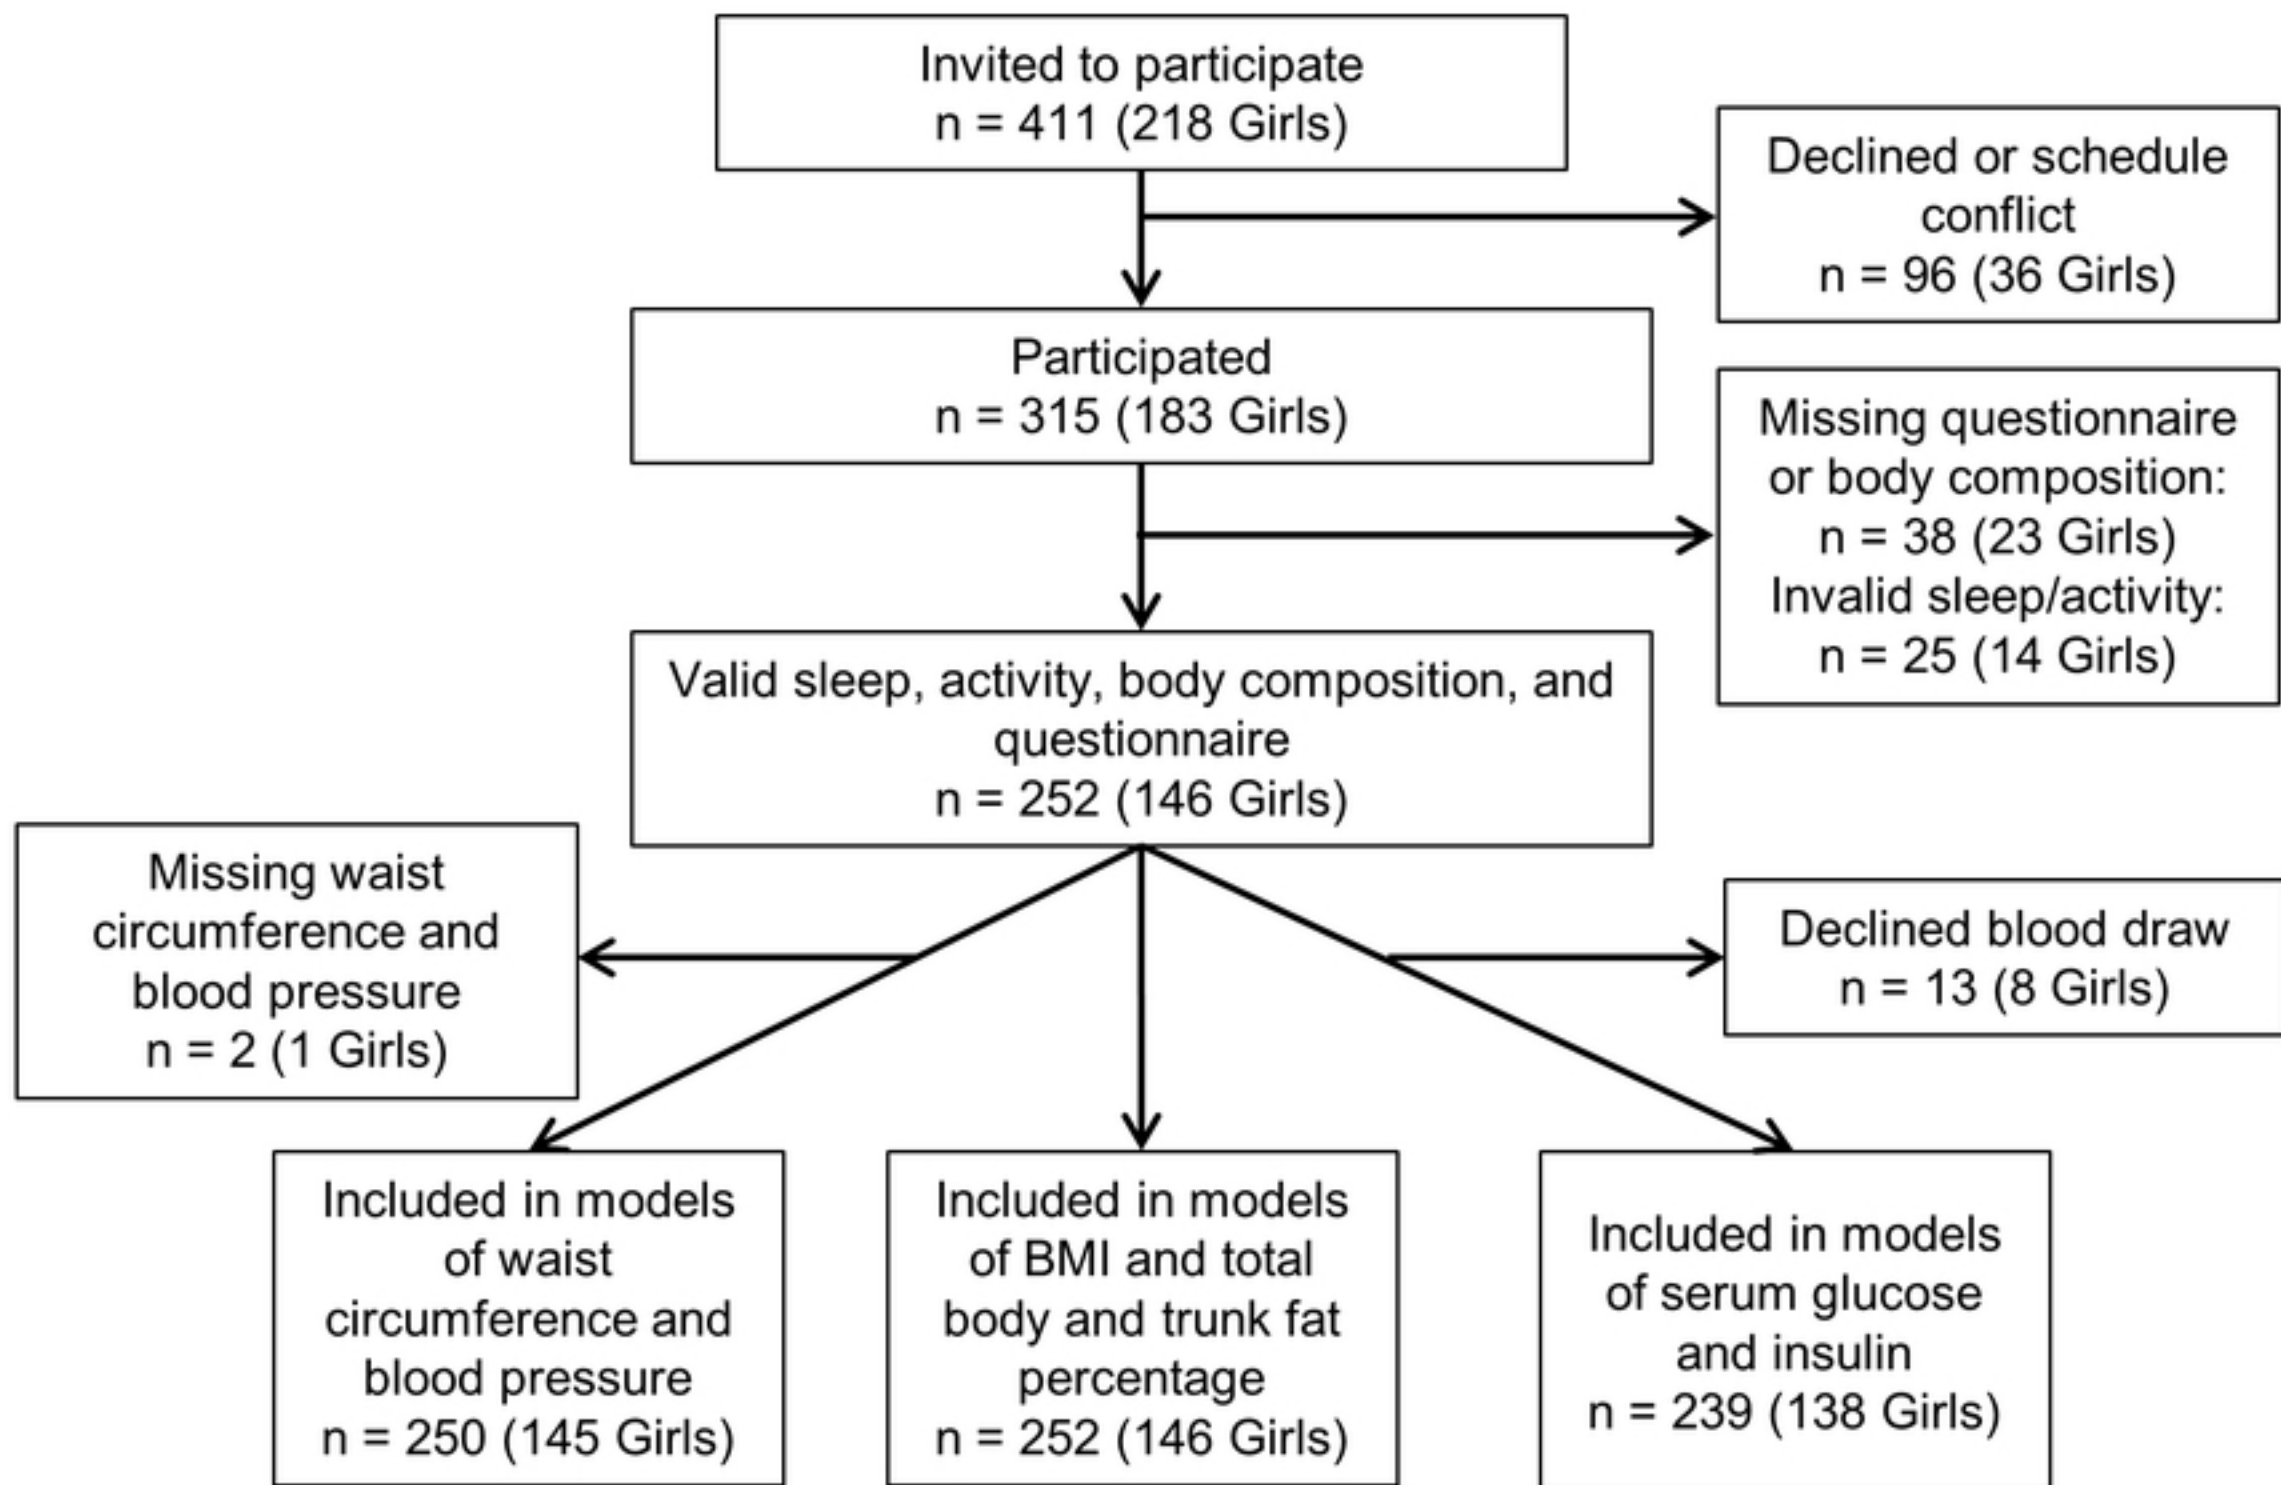 Invited to participate
n = 411 (218 Girls)
Declined or schedule
conflict
n = 96 (36 Girls)
Participated
n = 315 (183 Girls)
Missing questionnaire
or body composition:
n = 38 (23 Girls)
Invalid sleep/activity:
n = 25 (14 Girls)
Valid sleep, activity, body composition, and
questionnaire
n = 252 (146 Girls)
Missing waist
circumference and
blood pressure
n = 2 (1 Girls)
Declined blood draw
n = 13 (8 Girls)
Included in models
of waist
circumference and
blood pressure
n = 250 (145 Girls)
Included in models
of BMI and total
body and trunk fat
percentage
n = 252 (146 Girls)
Included in models
of serum glucose
and insulin
n = 239 (138 Girls)